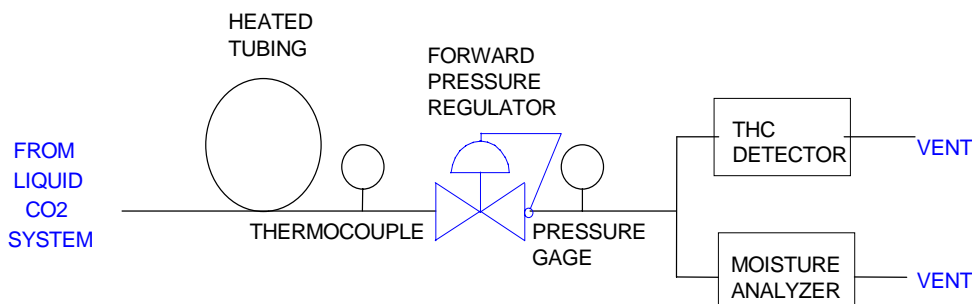 HEATED
TUBING
FORWARD
PRESSURE
REGULATOR
FROM
LIQUID
CO2
SYSTEM
THERMOCOUPLE
PRESSURE
GAGE
THC
DETECTOR
VENT
MOISTURE
ANALYZER
VENT